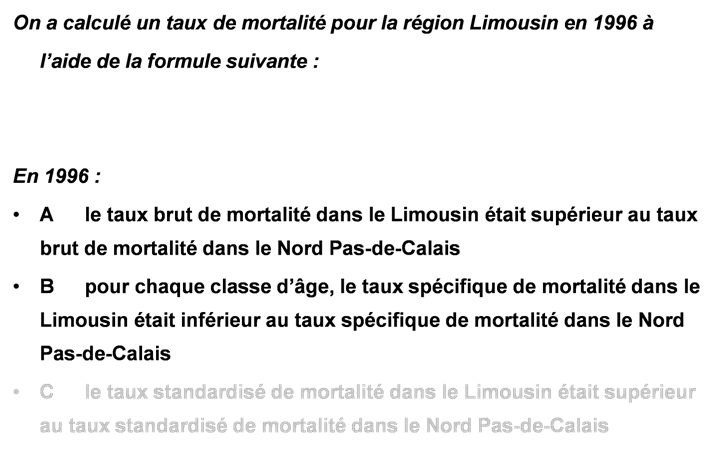 On a calculé un taux de mortalité pour la région Limousin en 1996 à
l’aide de la formule suivante :
En 1996 :
• A le taux brut de mortalité dans le Limousin était supérieur au taux
brut de mortalité dans le Nord Pas-de-Calais
• B pour chaque classe d’âge, le taux spécifique de mortalité dans le
Limousin était inférieur au taux spécifique de mortalité dans le Nord
Pas-de-Calais
• C le taux standardisé de mortalité dans le Limousin était supérieur
au taux standardisé de mortalité dans le Nord Pas-de-Calais